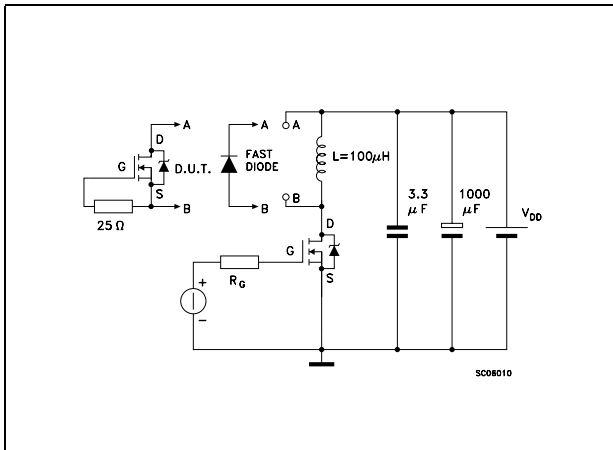 A
A
A
D
G
D.U.T.
FAST
DIODE
L=100μH
S
B
B
B
25 Ω
3.3
μF
1000
μF
VDD
D
G
S
RG
+
−
SC06010